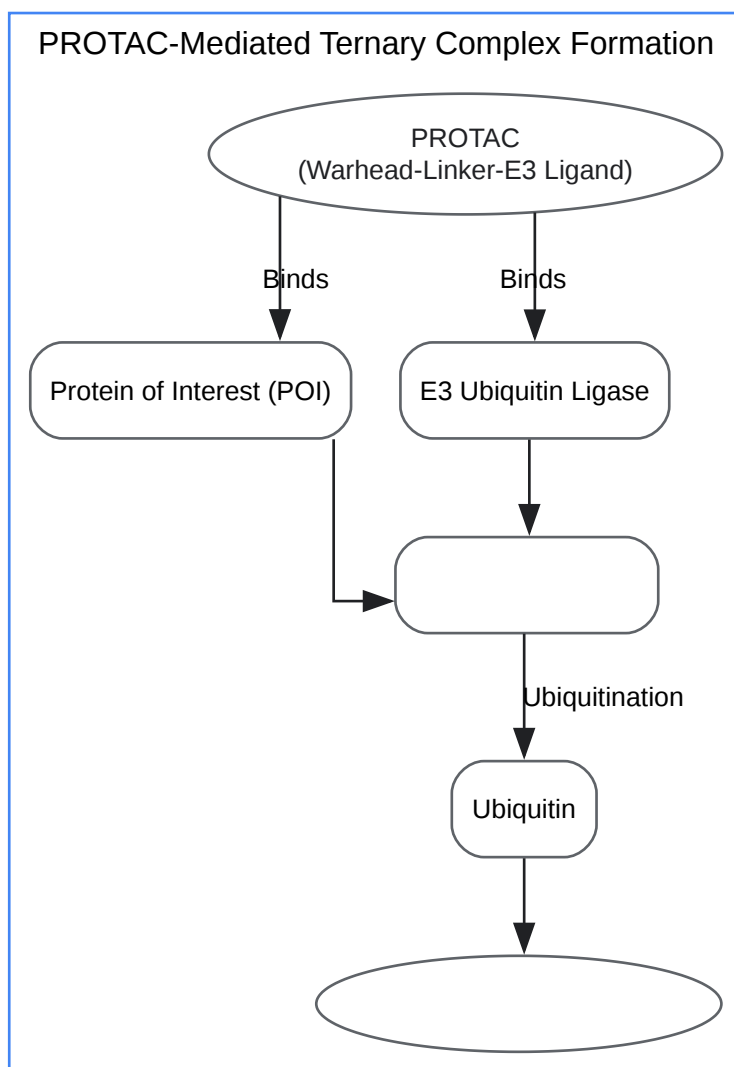 PROTAC-Mediated Ternary Complex Formation
PROTAC
(Warhead-Linker-E3 Ligand)
Binds
Binds
Protein of Interest (POI)
E3 Ubiquitin Ligase
Ubiquitination
Ubiquitin